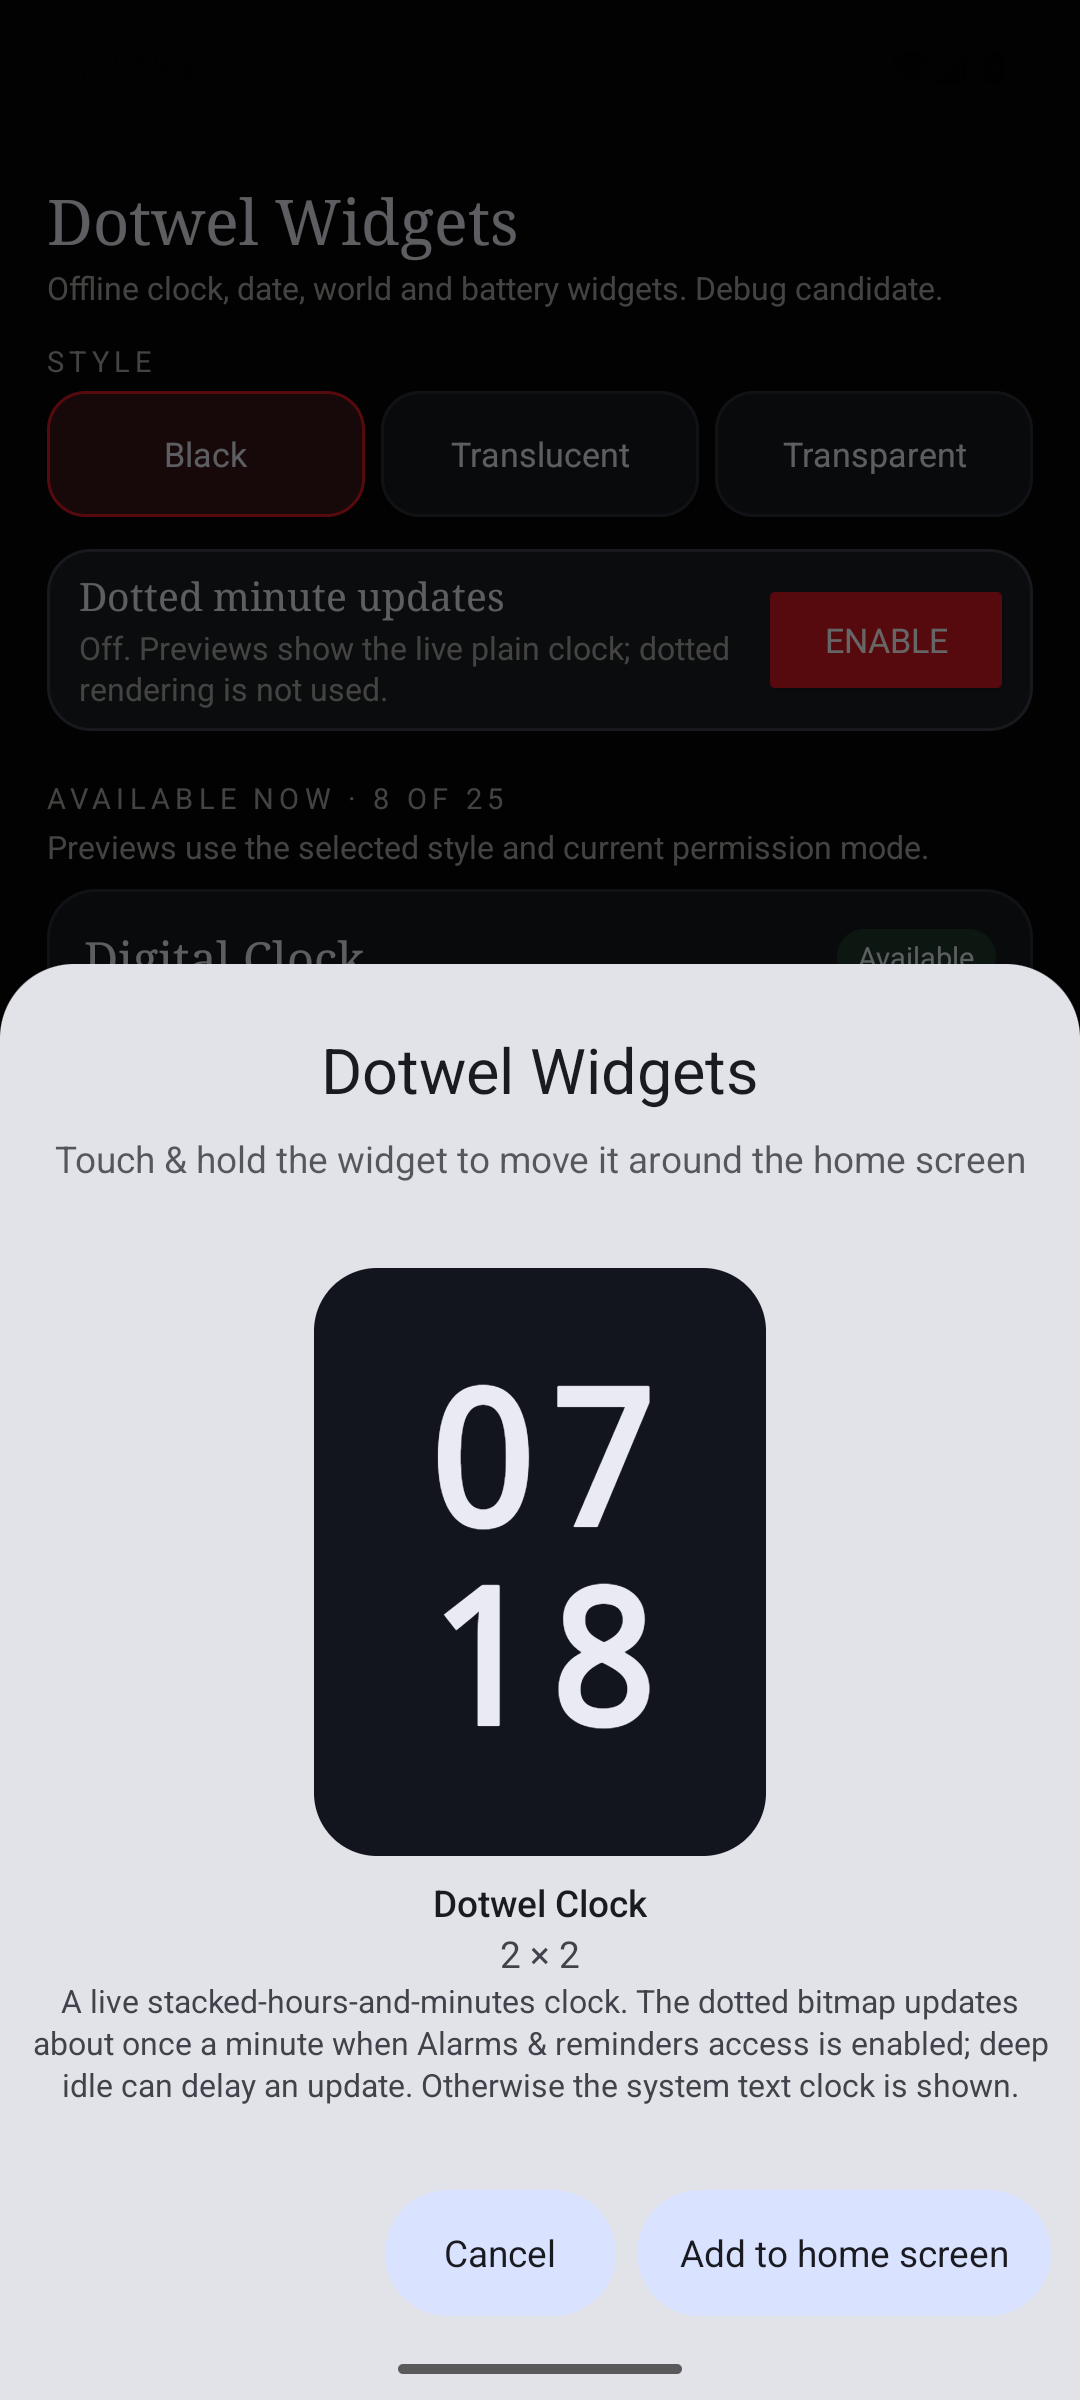 Dotwel Widgets
Offline clock, date, world and battery widgets. Debug candidate.
STYLE
Black
Translucent
Transparent
Dotted minute updates
Off. Previews show the live plain clock; dotted
rendering is not used.
ENABLE
AVAILABLE NOW · 8 OF 25
Previews use the selected style and current permission mode.
Digital Clock
Available
Dotwel Widgets
Touch & hold the widget to move it around the home screen
07
18
Dotwel Clock
2 × 2
A live stacked-hours-and-minutes clock. The dotted bitmap updates
about once a minute when Alarms & reminders access is enabled; deep
idle can delay an update. Otherwise the system text clock is shown.
Cancel
Add to home screen